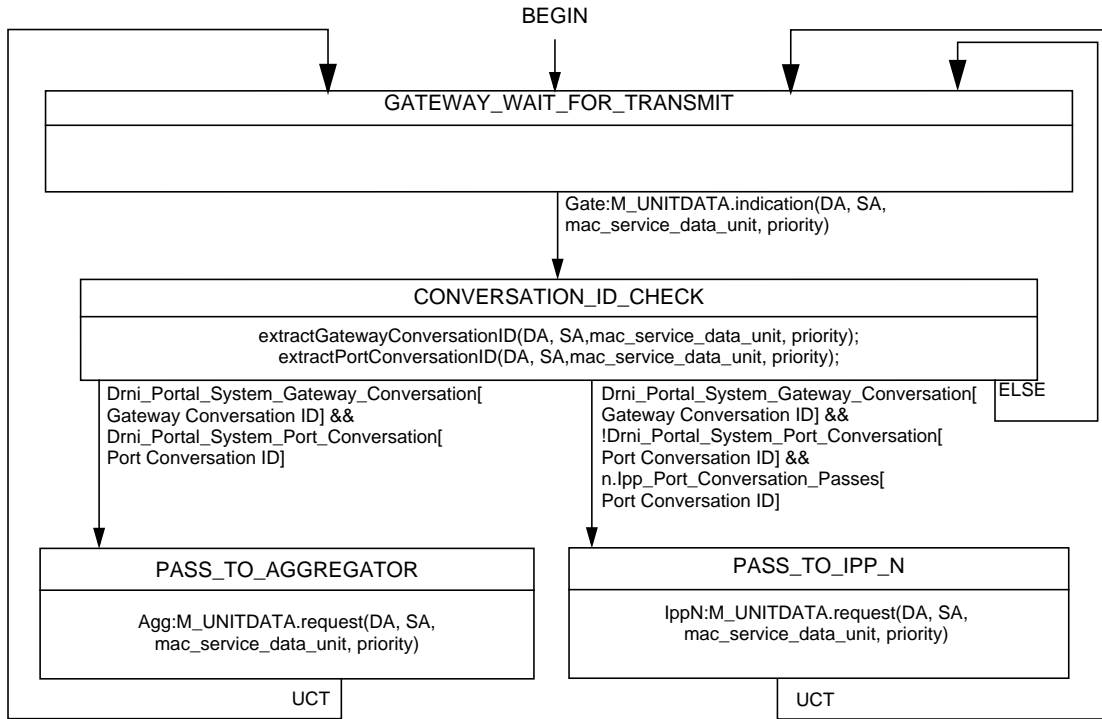 BEGIN
GATEWAY_WAIT_FOR_TRANSMIT
Gate:M_UNITDATA.indication(DA, SA,
mac_service_data_unit, priority)
CONVERSATION_ID_CHECK
extractGatewayConversationID(DA, SA,mac_service_data_unit, priority);
extractPortConversationID(DA, SA,mac_service_data_unit, priority);
Drni_Portal_System_Gateway_Conversation[
Gateway Conversation ID] &&
Drni_Portal_System_Port_Conversation[
Port Conversation ID]
Drni_Portal_System_Gateway_Conversation[
Gateway Conversation ID] &&
!Drni_Portal_System_Port_Conversation[
Port Conversation ID] &&
n.Ipp_Port_Conversation_Passes[
Port Conversation ID]
ELSE
PASS_TO_AGGREGATOR
Agg:M_UNITDATA.request(DA, SA,
mac_service_data_unit, priority)
UCT
PASS_TO_IPP_N
IppN:M_UNITDATA.request(DA, SA,
mac_service_data_unit, priority)
UCT